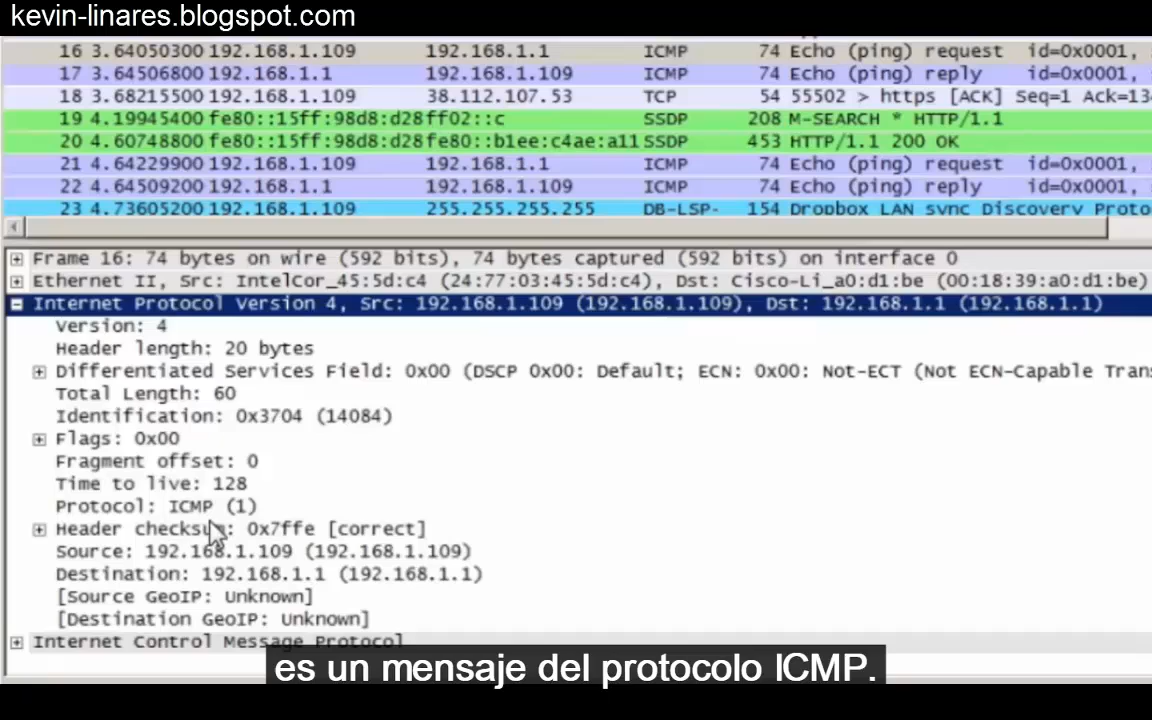 kevin-linares.blogspot.com
16 3.64050300 192.168.1.109 192.168.1.1 ICMP 74 Echo (ping) request id=0x0001,
17 3.64506800 192.168.1.1 192.168.1.109 ICMP 74 Echo (ping) reply id=0x0001,
18 3.68215500 192.168.1.109 38.112.107.53 TCP 54 55502 > https [ACK] Seq=1 Ack=13
19 4.19945400 fe80::15ff:98d8:d28 ff02::c SSDP 208 M-SEARCH * HTTP/1.1
20 4.60748800 fe80::15ff:98d8:d28 fe80::b1ee:c4ae:a11 SSDP 453 HTTP/1.1 200 OK
21 4.64229900 192.168.1.109 192.168.1.1 ICMP 74 Echo (ping) request id=0x0001,
22 4.64509200 192.168.1.1 192.168.1.109 ICMP 74 Echo (ping) reply id=0x0001,
23 4.73605200 192.168.1.109 255.255.255.255 DB-LSP- 154 Dropbox LAN sync Discovery Proto
Frame 16: 74 bytes on wire (592 bits), 74 bytes captured (592 bits) on interface 0
Ethernet II, Src: IntelCor_45:5d:c4 (24:77:03:45:5d:c4), Dst: Cisco-Li_a0:d1:be (00:18:39:a0:d1:be)
Internet Protocol Version 4, Src: 192.168.1.109 (192.168.1.109), Dst: 192.168.1.1 (192.168.1.1)
Version: 4
Header length: 20 bytes
Differentiated Services Field: 0x00 (DSCP 0x00: Default; ECN: 0x00: Not-ECT (Not ECN-Capable Trans
Total Length: 60
Identification: 0x3704 (14084)
Flags: 0x00
Fragment offset: 0
Time to live: 128
Protocol: ICMP (1)
Header checksum: 0x7ffe [correct]
Source: 192.168.1.109 (192.168.1.109)
Destination: 192.168.1.1 (192.168.1.1)
[Source GeoIP: Unknown]
[Destination GeoIP: Unknown]
Internet Control Message Protocol
es un mensaje del protocolo ICMP.